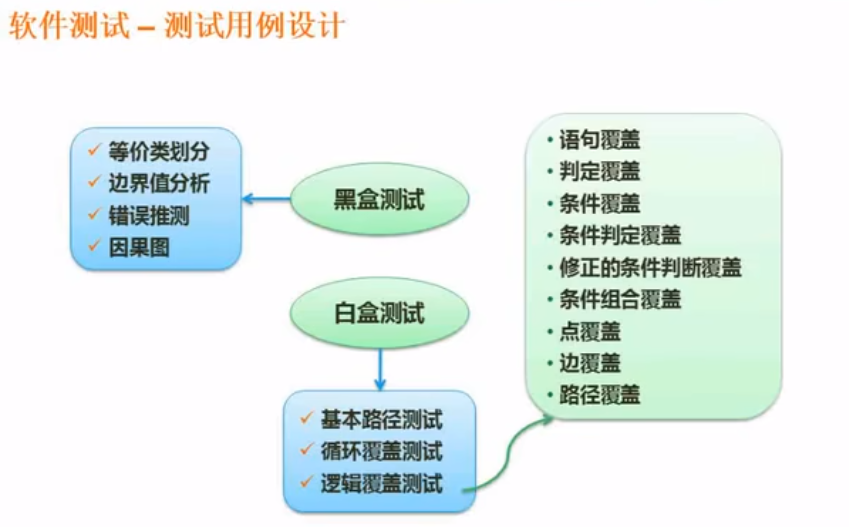 软件测试 – 测试用例设计
✓ 等价类划分
✓ 边界值分析
✓ 错误推测
✓ 因果图
黑盒测试
白盒测试
✓ 基本路径测试
✓ 循环覆盖测试
✓ 逻辑覆盖测试
• 语句覆盖
• 判定覆盖
• 条件覆盖
• 条件判定覆盖
• 修正的条件判断覆盖
• 条件组合覆盖
• 点覆盖
• 边覆盖
• 路径覆盖